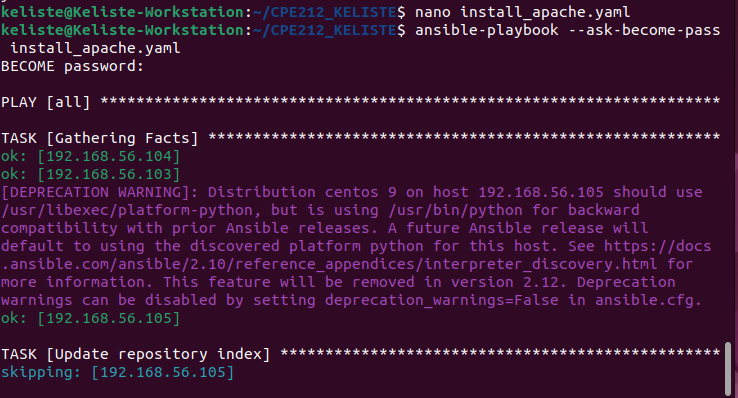 keliste@Keliste-Workstation:~/CPE212_KELISTE$ nano install_apache.yaml
keliste@Keliste-Workstation:~/CPE212_KELISTE$ ansible-playbook --ask-become-pass
 install_apache.yaml
BECOME password:
PLAY [all] *********************************************************************
TASK [Gathering Facts] *********************************************************
ok: [192.168.56.104]
ok: [192.168.56.103]
[DEPRECATION WARNING]: Distribution centos 9 on host 192.168.56.105 should use
/usr/libexec/platform-python, but is using /usr/bin/python for backward
compatibility with prior Ansible releases. A future Ansible release will
default to using the discovered platform python for this host. See https://docs
.ansible.com/ansible/2.10/reference_appendices/interpreter_discovery.html for
more information. This feature will be removed in version 2.12. Deprecation
warnings can be disabled by setting deprecation_warnings=False in ansible.cfg.
ok: [192.168.56.105]
TASK [Update repository index] *************************************************
skipping: [192.168.56.105]